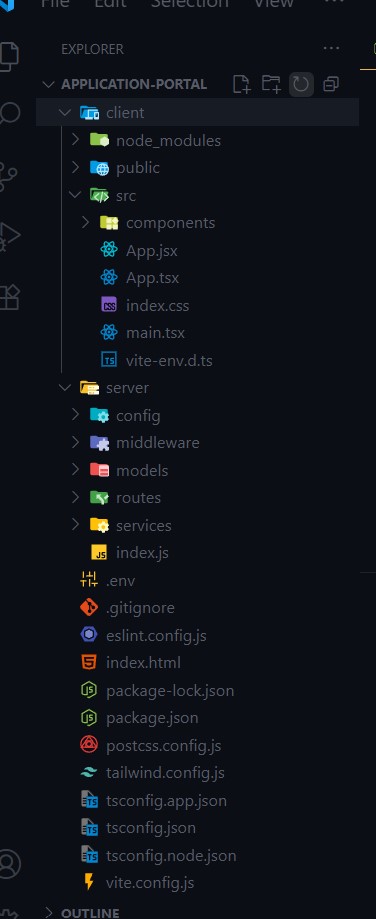 File Edit Selection View ...
EXPLORER ...
APPLICATION-PORTAL
client
node_modules
public
src
components
App.jsx
App.tsx
index.css
main.tsx
TS vite-env.d.ts
server
config
middleware
models
routes
services
JS index.js
.env
.gitignore
eslint.config.js
index.html
package-lock.json
package.json
postcss.config.js
tailwind.config.js
tsconfig.app.json
tsconfig.json
tsconfig.node.json
vite.config.js
OUTLINE